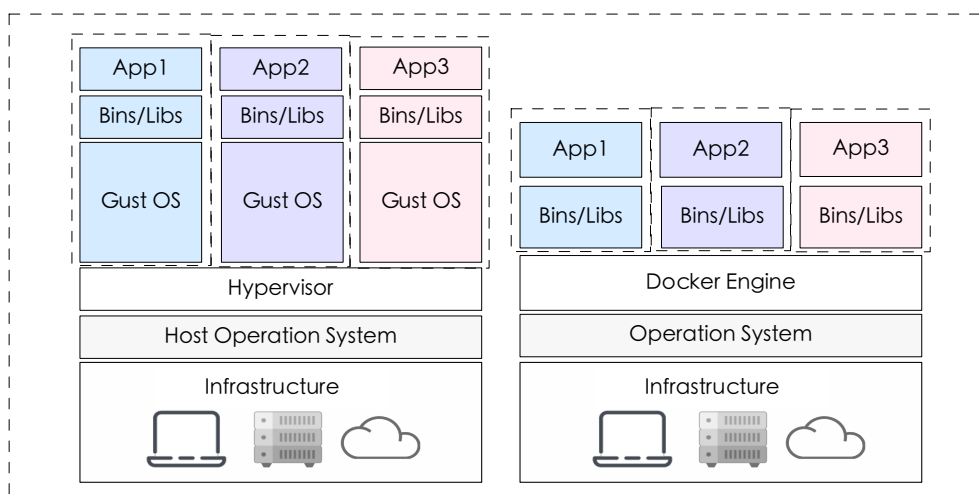 App1
App2
App3
Bins/Libs
Bins/Libs
Bins/Libs
Gust OS
Gust OS
Gust OS
Hypervisor
Host Operation System
Infrastructure
App1
App2
App3
Bins/Libs
Bins/Libs
Bins/Libs
Docker Engine
Operation System
Infrastructure